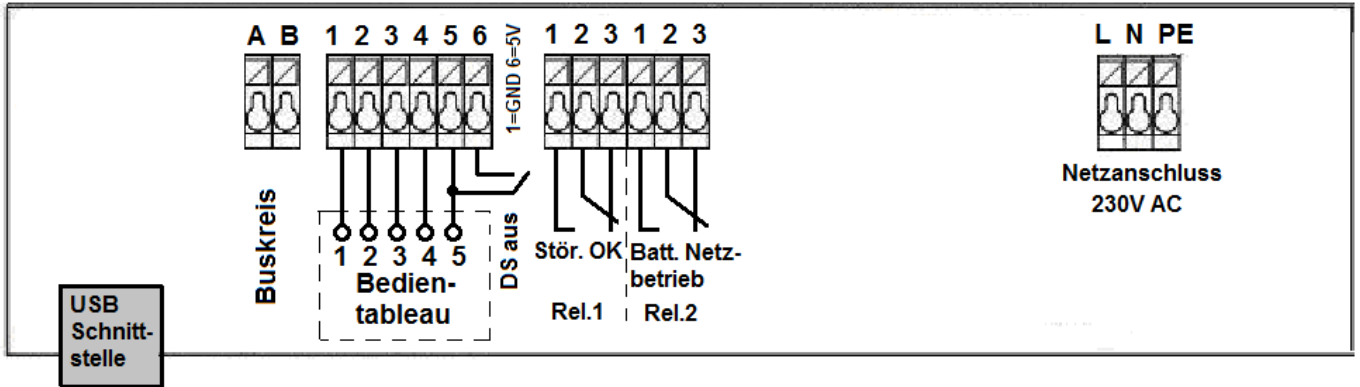 A B
1 2 3 4 5 6
1=GND 6=5V
1 2 3 1 2 3
L N PE
Buskreis
1 2 3 4 5
Bedien-
tableau
DS aus
Stör. OK
Rel.1
Batt. Netz-
betrieb
Rel.2
Netzanschluss
230V AC
USB
Schnitt-
stelle